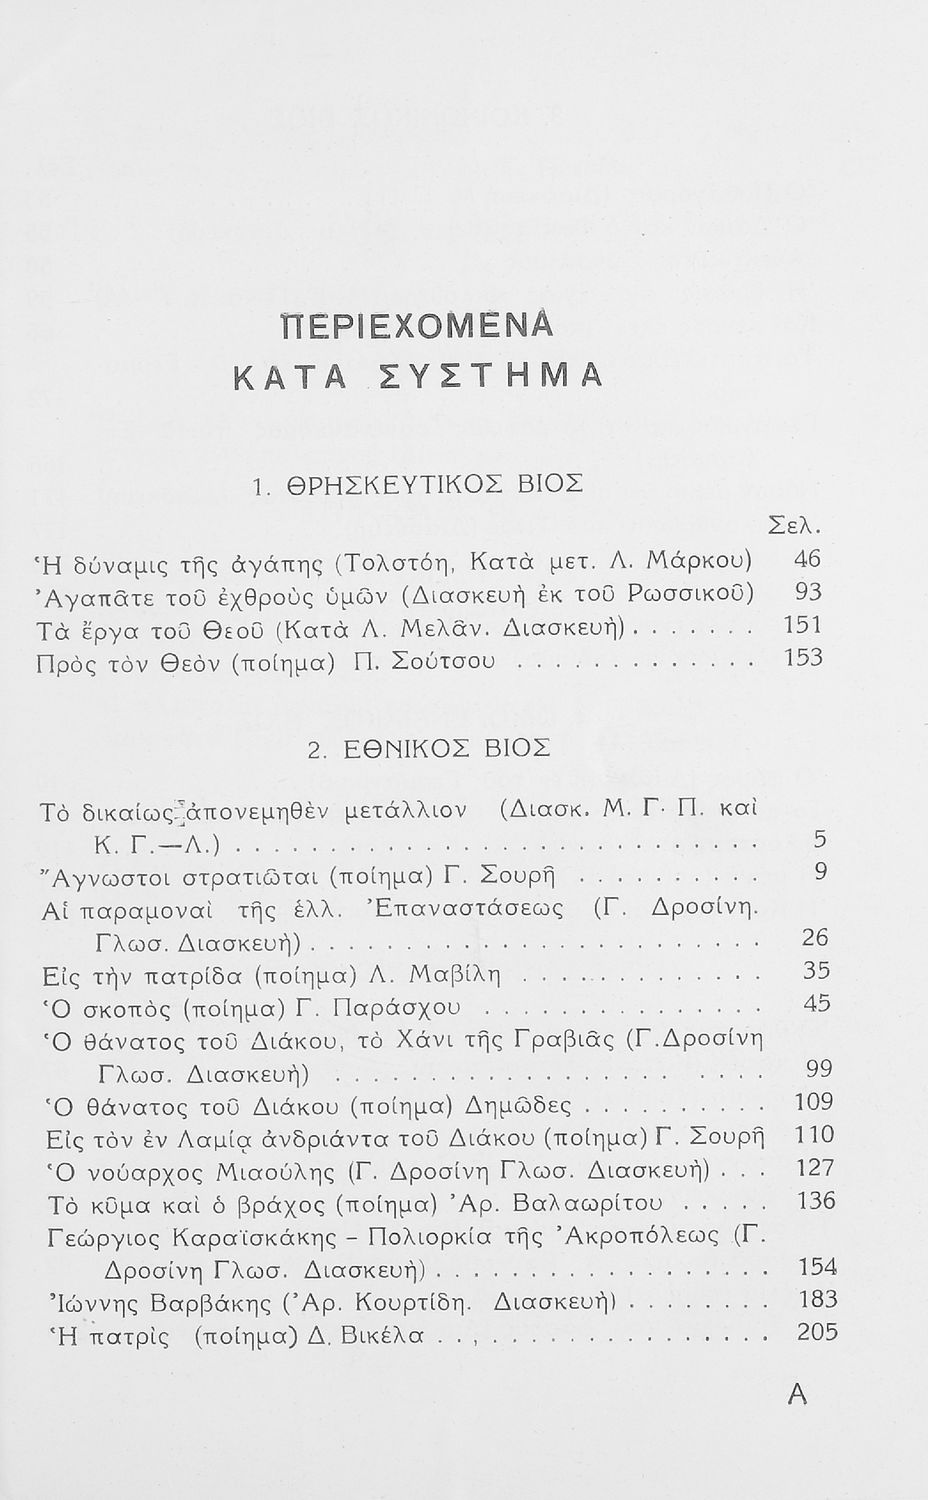 ΠΕΡΙΕΧΟΜΕΝΑ
ΚΑΤΑ ΣΥΣΤΗΜΑ
1. ΘΡΗΣΚΕΥΤΙΚΟΣ ΒΙΟΣ
Σελ.
Ἡ δύναμις τῆς ἀγάπης (Τολστόη, Κατὰ μετ. Λ. Μάρκου) 46
Ἀγαπᾶτε τοῦ ἐχθροὺς ὑμῶν (Διασκευὴ ἐκ τοῦ Ρωσσικοῦ) 93
Τὰ ἔργα τοῦ Θεοῦ (Κατὰ Λ. Μελᾶν. Διασκευὴ) . . . . . . . 151
Πρὸς τὸν Θεὸν (ποίημα) Π. Σούτσου . . . . . . . . . . . . . 153
2. ΕΘΝΙΚΟΣ ΒΙΟΣ
Τὸ δικαίως ἀπονεμηθὲν μετάλλιον (Διασκ. Μ. Γ. Π. καὶ
Κ. Γ.—Λ.) . . . . . . . . . . . . . . . . . . . . . . . . . . . . 5
Ἄγνωστοι στρατιῶται (ποίημα) Γ. Σουρῆ . . . . . . . . . . 9
Αἱ παραμοναὶ τῆς ἑλλ. Ἐπαναστάσεως (Γ. Δροσίνη.
Γλωσ. Διασκευὴ) . . . . . . . . . . . . . . . . . . . . . . . . 26
Εἰς τὴν πατρίδα (ποίημα) Λ. Μαβίλη . . . . . . . . . . . . . 35
Ὁ σκοπὸς (ποίημα) Γ. Παράσχου . . . . . . . . . . . . . . . 45
Ὁ θάνατος τοῦ Διάκου, τὸ Χάνι τῆς Γραβιᾶς (Γ.Δροσίνη
Γλωσ. Διασκευὴ) . . . . . . . . . . . . . . . . . . . . . . 99
Ὁ θάνατος τοῦ Διάκου (ποίημα) Δημῶδες . . . . . . . . . . 109
Εἰς τὸν ἐν Λαμίᾳ ἀνδριάντα τοῦ Διάκου (ποίημα) Γ. Σουρῆ 110
Ὁ νούαρχος Μιαούλης (Γ. Δροσίνη Γλωσ. Διασκευὴ) . . . 127
Τὸ κῦμα καὶ ὁ βράχος (ποίημα) Ἀρ. Βαλαωρίτου . . . . . 136
Γεώργιος Καραϊσκάκης - Πολιορκία τῆς Ἀκροπόλεως (Γ.
Δροσίνη Γλωσ. Διασκευὴ) . . . . . . . . . . . . . . . . . . 154
Ἰώννης Βαρβάκης (Ἀρ. Κουρτίδη. Διασκευὴ) . . . . . . . . 183
Ἡ πατρὶς (ποίημα) Δ. Βικέλα . . , . . . . . . . . . . . . . . . 205
Α